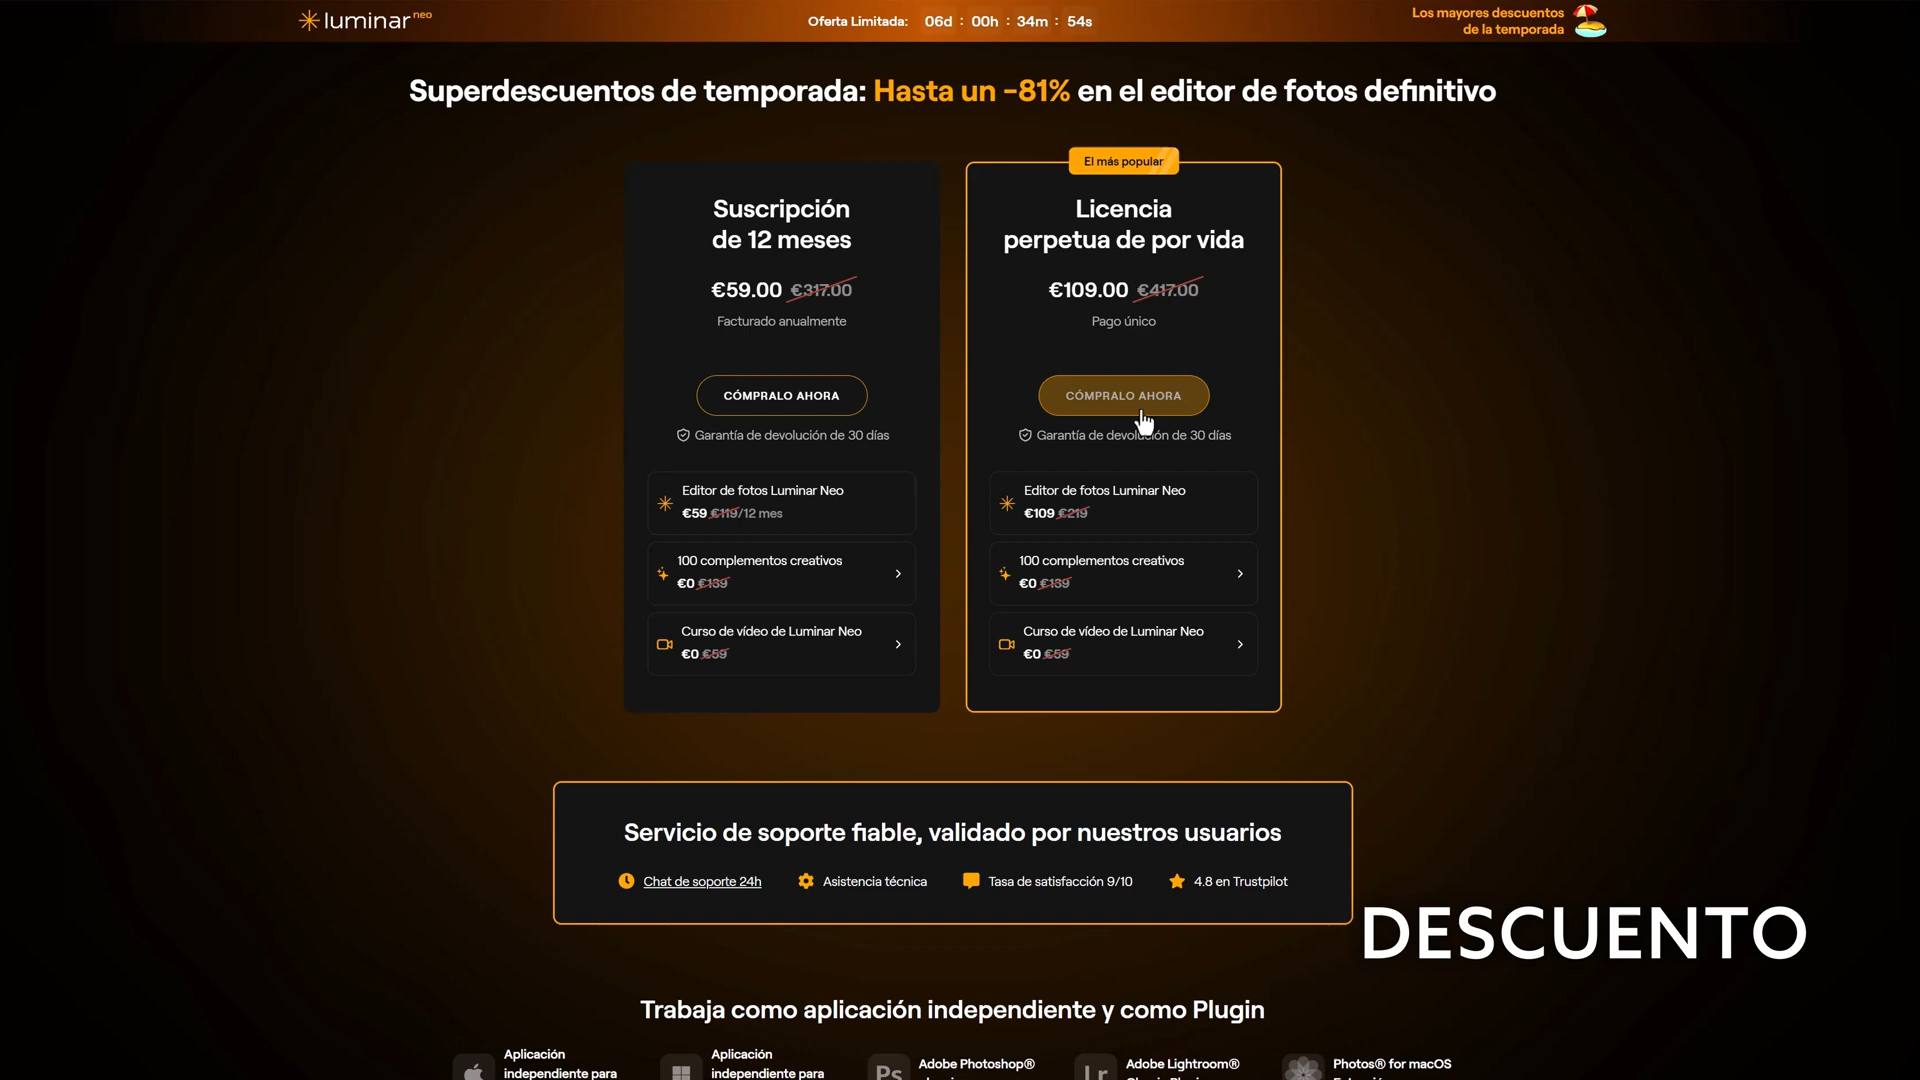 luminar neo
Oferta Limitada: 06d : 00h : 34m : 54s
Los mayores descuentos
de la temporada
Superdescuentos de temporada: Hasta un -81% en el editor de fotos definitivo
El más popular
Suscripción
de 12 meses
€59.00 €317.00
Facturado anualmente
CÓMPRALO AHORA
Garantía de devolución de 30 días
Editor de fotos Luminar Neo
€59 €119/12 mes
100 complementos creativos
€0 €139
Curso de vídeo de Luminar Neo
€0 €59
Licencia
perpetua de por vida
€109.00 €417.00
Pago único
CÓMPRALO AHORA
Garantía de devolución de 30 días
Editor de fotos Luminar Neo
€109 €219
100 complementos creativos
€0 €139
Curso de vídeo de Luminar Neo
€0 €59
Servicio de soporte fiable, validado por nuestros usuarios
Chat de soporte 24h
Asistencia técnica
Tasa de satisfacción 9/10
4.8 en Trustpilot
DESCUENTO
Trabaja como aplicación independiente y como Plugin
Aplicación
independiente para
Aplicación
independiente para
Ps
Adobe Photoshop®
Lr
Adobe Lightroom®
Photos® for macOS